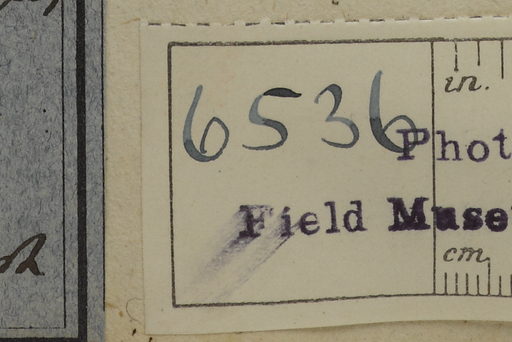 6536
in.
Phot
Field Muse
cm.